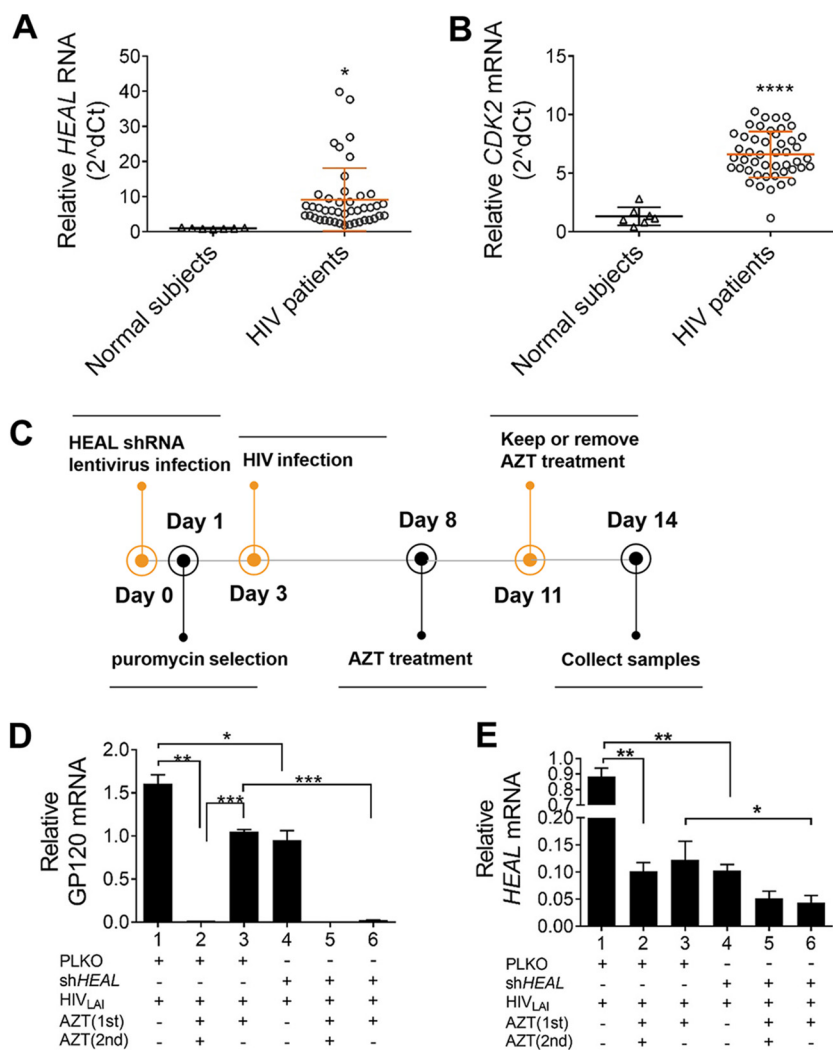 A
Relative HEAL RNA
(2^dCt)
50
40
30
20
10
0
*
Normal subjects
HIV patients
B
Relative CDK2 mRNA
(2^dCt)
15
10
5
0
****
Normal subjects
HIV patients
C
HEAL shRNA
lentivirus infection
HIV infection
Keep or remove
AZT treatment
Day 1
Day 8
Day 14
Day 0
Day 3
Day 11
puromycin selection
AZT treatment
Collect samples
D
Relative
GP120 mRNA
2.0
1.5
1.0
0.5
0.0
*
**
***
***
1 2 3 4 5 6
PLKO + + + - - -
shHEAL - - - + + +
HIVLAI + + + + + +
AZT(1st) - + + - + +
AZT(2nd) - + - - + -
E
Relative
HEAL mRNA
1.0
0.9
0.8
0.7
0.20
0.15
0.10
0.05
0.00
**
**
*
1 2 3 4 5 6
PLKO + + + - - -
shHEAL - - - + + +
HIVLAI + + + + + +
AZT(1st) - + + - + +
AZT(2nd) - + - - + -